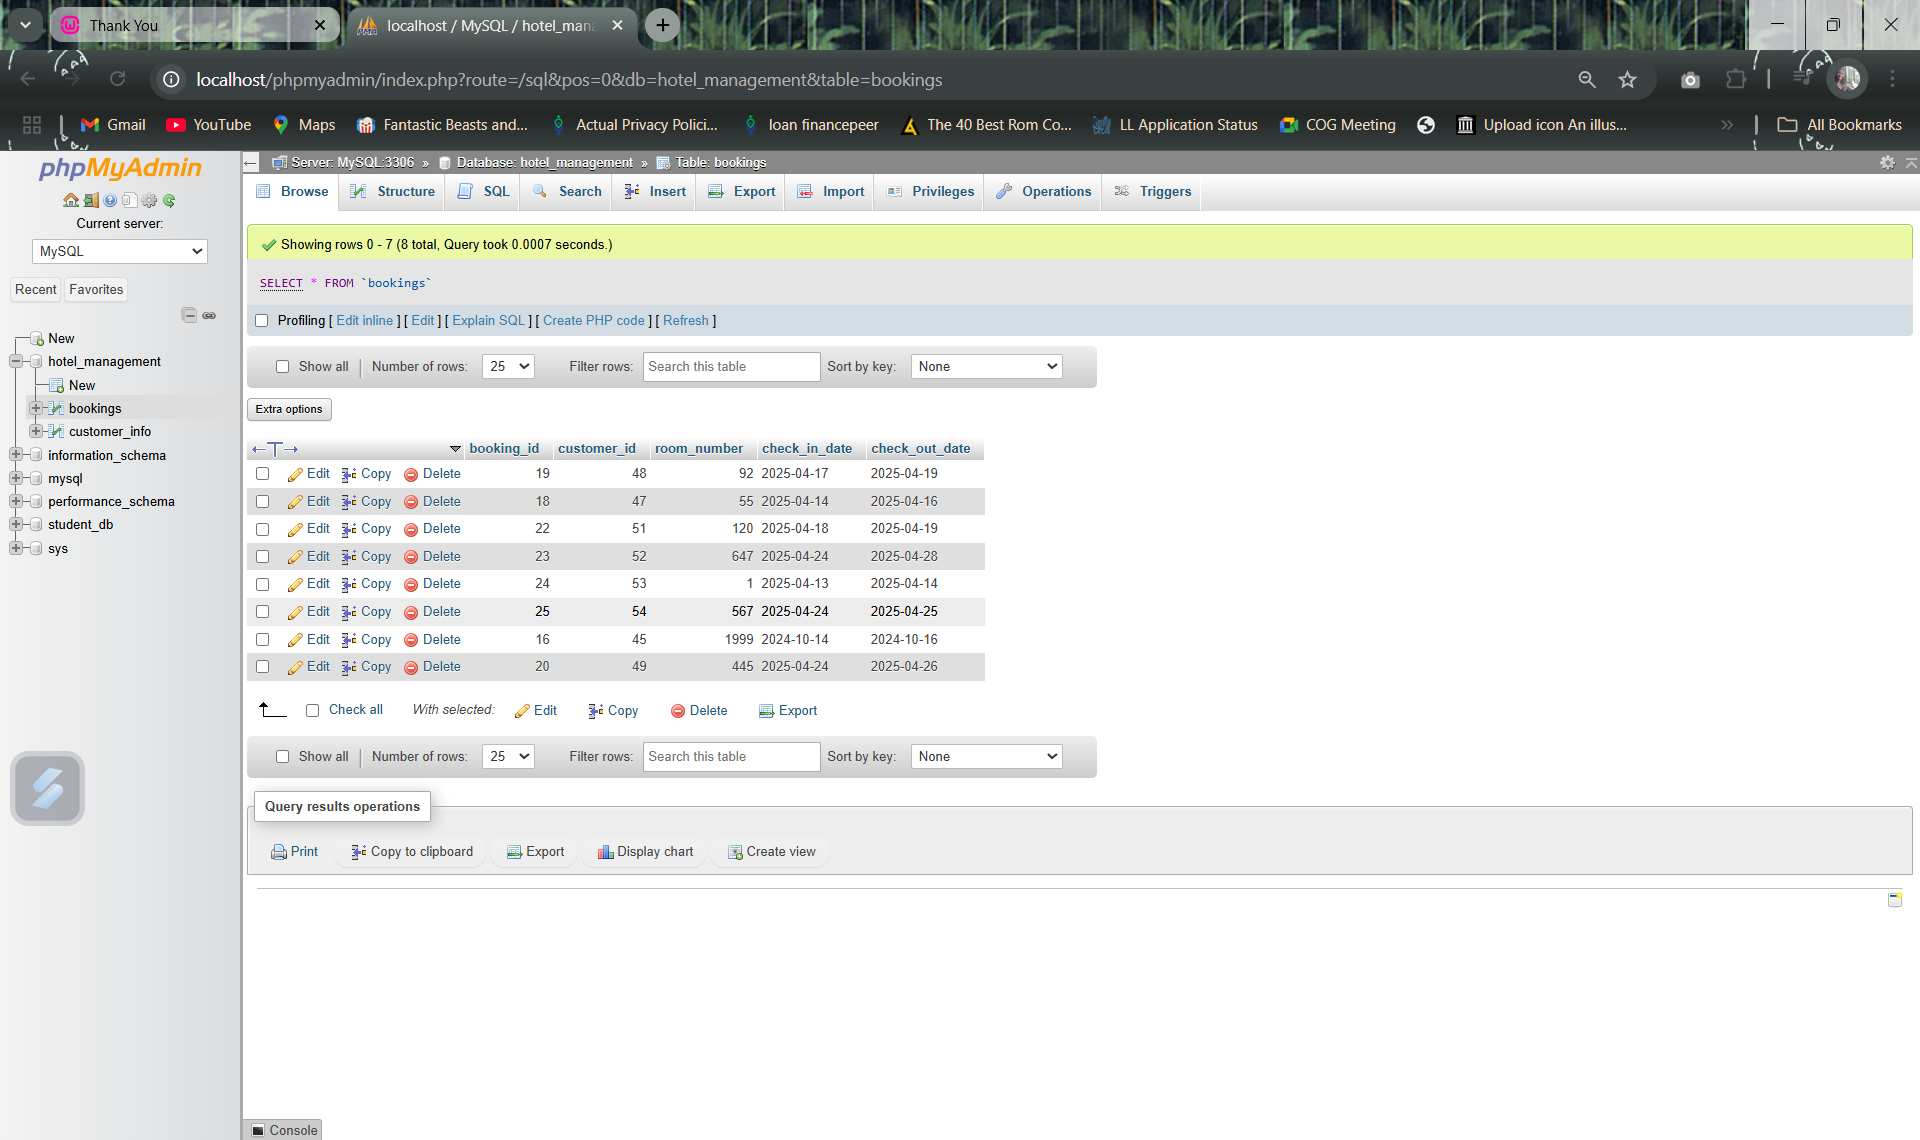 Thank You
localhost / MySQL / hotel_man
localhost/phpmyadmin/index.php?route=/sql&pos=0&db=hotel_management&table=bookings
Gmail YouTube Maps Fantastic Beasts and... Actual Privacy Polici... loan financepeer The 40 Best Rom Co... LL Application Status COG Meeting Upload icon An illus... » All Bookmarks
phpMyAdmin
Current server:
MySQL
Recent Favorites
New
hotel_management
New
bookings
customer_info
information_schema
mysql
performance_schema
student_db
sys
Server: MySQL:3306 » Database: hotel_management » Table: bookings
Browse Structure SQL Search Insert Export Import Privileges Operations Triggers
Showing rows 0 - 7 (8 total, Query took 0.0007 seconds.)
SELECT * FROM `bookings`
Profiling [ Edit inline ] [ Edit ] [ Explain SQL ] [ Create PHP code ] [ Refresh ]
Show all Number of rows: 25 Filter rows: Search this table Sort by key: None
Extra options
booking_id customer_id room_number check_in_date check_out_date
Edit Copy Delete 19 48 92 2025-04-17 2025-04-19
Edit Copy Delete 18 47 55 2025-04-14 2025-04-16
Edit Copy Delete 22 51 120 2025-04-18 2025-04-19
Edit Copy Delete 23 52 647 2025-04-24 2025-04-28
Edit Copy Delete 24 53 1 2025-04-13 2025-04-14
Edit Copy Delete 25 54 567 2025-04-24 2025-04-25
Edit Copy Delete 16 45 1999 2024-10-14 2024-10-16
Edit Copy Delete 20 49 445 2025-04-24 2025-04-26
Check all With selected: Edit Copy Delete Export
Show all Number of rows: 25 Filter rows: Search this table Sort by key: None
Query results operations
Print Copy to clipboard Export Display chart Create view
Console